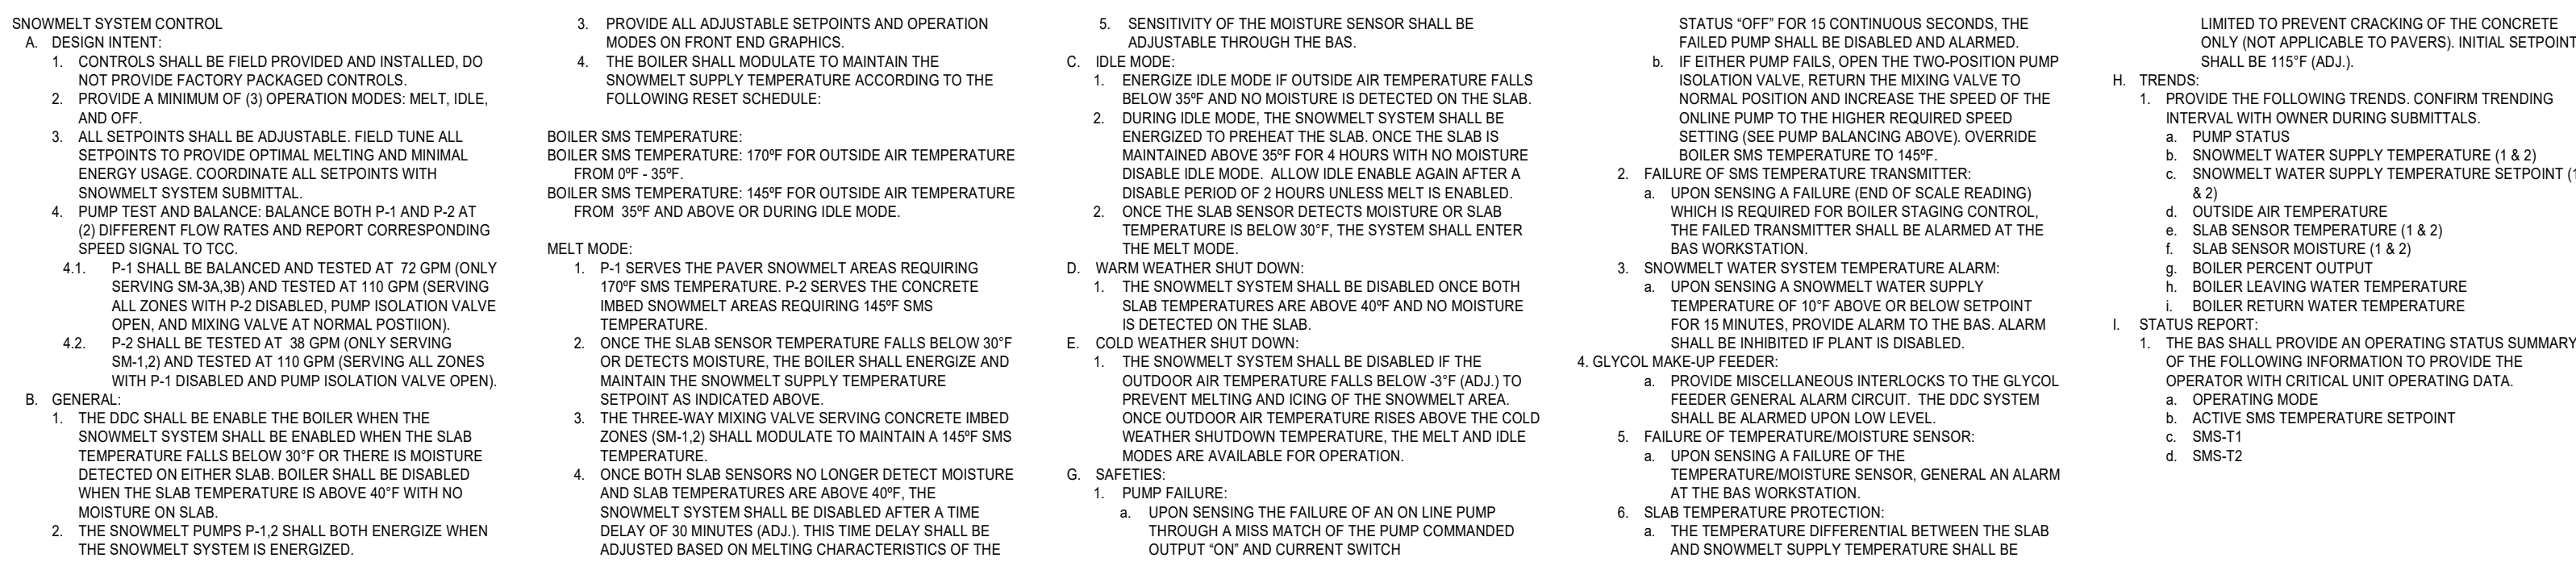 SNOWMELT SYSTEM CONTROL
A. DESIGN INTENT:
1. CONTROLS SHALL BE FIELD PROVIDED AND INSTALLED, DO
NOT PROVIDE FACTORY PACKAGED CONTROLS.
2. PROVIDE A MINIMUM OF (3) OPERATION MODES: MELT, IDLE,
AND OFF.
3. ALL SETPOINTS SHALL BE ADJUSTABLE. FIELD TUNE ALL
SETPOINTS TO PROVIDE OPTIMAL MELTING AND MINIMAL
ENERGY USAGE. COORDINATE ALL SETPOINTS WITH
SNOWMELT SYSTEM SUBMITTAL.
4. PUMP TEST AND BALANCE: BALANCE BOTH P-1 AND P-2 AT
(2) DIFFERENT FLOW RATES AND REPORT CORRESPONDING
SPEED SIGNAL TO TCC.
4.1. P-1 SHALL BE BALANCED AND TESTED AT 72 GPM (ONLY
SERVING SM-3A,3B) AND TESTED AT 110 GPM (SERVING
ALL ZONES WITH P-2 DISABLED, PUMP ISOLATION VALVE
OPEN, AND MIXING VALVE AT NORMAL POSTIION).
4.2. P-2 SHALL BE TESTED AT 38 GPM (ONLY SERVING
SM-1,2) AND TESTED AT 110 GPM (SERVING ALL ZONES
WITH P-1 DISABLED AND PUMP ISOLATION VALVE OPEN).
B. GENERAL:
1. THE DDC SHALL BE ENABLE THE BOILER WHEN THE
SNOWMELT SYSTEM SHALL BE ENABLED WHEN THE SLAB
TEMPERATURE FALLS BELOW 30°F OR THERE IS MOISTURE
DETECTED ON EITHER SLAB. BOILER SHALL BE DISABLED
WHEN THE SLAB TEMPERATURE IS ABOVE 40°F WITH NO
MOISTURE ON SLAB.
2. THE SNOWMELT PUMPS P-1,2 SHALL BOTH ENERGIZE WHEN
THE SNOWMELT SYSTEM IS ENERGIZED.
3. PROVIDE ALL ADJUSTABLE SETPOINTS AND OPERATION
MODES ON FRONT END GRAPHICS.
4. THE BOILER SHALL MODULATE TO MAINTAIN THE
SNOWMELT SUPPLY TEMPERATURE ACCORDING TO THE
FOLLOWING RESET SCHEDULE:
BOILER SMS TEMPERATURE:
BOILER SMS TEMPERATURE: 170ºF FOR OUTSIDE AIR TEMPERATURE
FROM 0ºF - 35ºF.
BOILER SMS TEMPERATURE: 145ºF FOR OUTSIDE AIR TEMPERATURE
FROM 35ºF AND ABOVE OR DURING IDLE MODE.
MELT MODE:
1. P-1 SERVES THE PAVER SNOWMELT AREAS REQUIRING
170ºF SMS TEMPERATURE. P-2 SERVES THE CONCRETE
IMBED SNOWMELT AREAS REQUIRING 145ºF SMS
TEMPERATURE.
2. ONCE THE SLAB SENSOR TEMPERATURE FALLS BELOW 30°F
OR DETECTS MOISTURE, THE BOILER SHALL ENERGIZE AND
MAINTAIN THE SNOWMELT SUPPLY TEMPERATURE
SETPOINT AS INDICATED ABOVE.
3. THE THREE-WAY MIXING VALVE SERVING CONCRETE IMBED
ZONES (SM-1,2) SHALL MODULATE TO MAINTAIN A 145ºF SMS
TEMPERATURE.
4. ONCE BOTH SLAB SENSORS NO LONGER DETECT MOISTURE
AND SLAB TEMPERATURES ARE ABOVE 40ºF, THE
SNOWMELT SYSTEM SHALL BE DISABLED AFTER A TIME
DELAY OF 30 MINUTES (ADJ.). THIS TIME DELAY SHALL BE
ADJUSTED BASED ON MELTING CHARACTERISTICS OF THE
5. SENSITIVITY OF THE MOISTURE SENSOR SHALL BE
ADJUSTABLE THROUGH THE BAS.
C. IDLE MODE:
1. ENERGIZE IDLE MODE IF OUTSIDE AIR TEMPERATURE FALLS
BELOW 35ºF AND NO MOISTURE IS DETECTED ON THE SLAB.
2. DURING IDLE MODE, THE SNOWMELT SYSTEM SHALL BE
ENERGIZED TO PREHEAT THE SLAB. ONCE THE SLAB IS
MAINTAINED ABOVE 35ºF FOR 4 HOURS WITH NO MOISTURE
DISABLE IDLE MODE. ALLOW IDLE ENABLE AGAIN AFTER A
DISABLE PERIOD OF 2 HOURS UNLESS MELT IS ENABLED.
2. ONCE THE SLAB SENSOR DETECTS MOISTURE OR SLAB
TEMPERATURE IS BELOW 30°F, THE SYSTEM SHALL ENTER
THE MELT MODE.
D. WARM WEATHER SHUT DOWN:
1. THE SNOWMELT SYSTEM SHALL BE DISABLED ONCE BOTH
SLAB TEMPERATURES ARE ABOVE 40ºF AND NO MOISTURE
IS DETECTED ON THE SLAB.
E. COLD WEATHER SHUT DOWN:
1. THE SNOWMELT SYSTEM SHALL BE DISABLED IF THE
OUTDOOR AIR TEMPERATURE FALLS BELOW -3°F (ADJ.) TO
PREVENT MELTING AND ICING OF THE SNOWMELT AREA.
ONCE OUTDOOR AIR TEMPERATURE RISES ABOVE THE COLD
WEATHER SHUTDOWN TEMPERATURE, THE MELT AND IDLE
MODES ARE AVAILABLE FOR OPERATION.
G. SAFETIES:
1. PUMP FAILURE:
a. UPON SENSING THE FAILURE OF AN ON LINE PUMP
THROUGH A MISS MATCH OF THE PUMP COMMANDED
OUTPUT “ON” AND CURRENT SWITCH
STATUS “OFF” FOR 15 CONTINUOUS SECONDS, THE
FAILED PUMP SHALL BE DISABLED AND ALARMED.
b. IF EITHER PUMP FAILS, OPEN THE TWO-POSITION PUMP
ISOLATION VALVE, RETURN THE MIXING VALVE TO
NORMAL POSITION AND INCREASE THE SPEED OF THE
ONLINE PUMP TO THE HIGHER REQUIRED SPEED
SETTING (SEE PUMP BALANCING ABOVE). OVERRIDE
BOILER SMS TEMPERATURE TO 145ºF.
2. FAILURE OF SMS TEMPERATURE TRANSMITTER:
a. UPON SENSING A FAILURE (END OF SCALE READING)
WHICH IS REQUIRED FOR BOILER STAGING CONTROL,
THE FAILED TRANSMITTER SHALL BE ALARMED AT THE
BAS WORKSTATION.
3. SNOWMELT WATER SYSTEM TEMPERATURE ALARM:
a. UPON SENSING A SNOWMELT WATER SUPPLY
TEMPERATURE OF 10°F ABOVE OR BELOW SETPOINT
FOR 15 MINUTES, PROVIDE ALARM TO THE BAS. ALARM
SHALL BE INHIBITED IF PLANT IS DISABLED.
4. GLYCOL MAKE-UP FEEDER:
a. PROVIDE MISCELLANEOUS INTERLOCKS TO THE GLYCOL
FEEDER GENERAL ALARM CIRCUIT. THE DDC SYSTEM
SHALL BE ALARMED UPON LOW LEVEL.
5. FAILURE OF TEMPERATURE/MOISTURE SENSOR:
a. UPON SENSING A FAILURE OF THE
TEMPERATURE/MOISTURE SENSOR, GENERAL AN ALARM
AT THE BAS WORKSTATION.
6. SLAB TEMPERATURE PROTECTION:
a. THE TEMPERATURE DIFFERENTIAL BETWEEN THE SLAB
AND SNOWMELT SUPPLY TEMPERATURE SHALL BE
LIMITED TO PREVENT CRACKING OF THE CONCRETE
ONLY (NOT APPLICABLE TO PAVERS). INITIAL SETPOINT
SHALL BE 115°F (ADJ.).
H. TRENDS:
1. PROVIDE THE FOLLOWING TRENDS. CONFIRM TRENDING
INTERVAL WITH OWNER DURING SUBMITTALS.
a. PUMP STATUS
b. SNOWMELT WATER SUPPLY TEMPERATURE (1 & 2)
c. SNOWMELT WATER SUPPLY TEMPERATURE SETPOINT (1
& 2)
d. OUTSIDE AIR TEMPERATURE
e. SLAB SENSOR TEMPERATURE (1 & 2)
f. SLAB SENSOR MOISTURE (1 & 2)
g. BOILER PERCENT OUTPUT
h. BOILER LEAVING WATER TEMPERATURE
i. BOILER RETURN WATER TEMPERATURE
I. STATUS REPORT:
1. THE BAS SHALL PROVIDE AN OPERATING STATUS SUMMARY
OF THE FOLLOWING INFORMATION TO PROVIDE THE
OPERATOR WITH CRITICAL UNIT OPERATING DATA.
a. OPERATING MODE
b. ACTIVE SMS TEMPERATURE SETPOINT
c. SMS-T1
d. SMS-T2